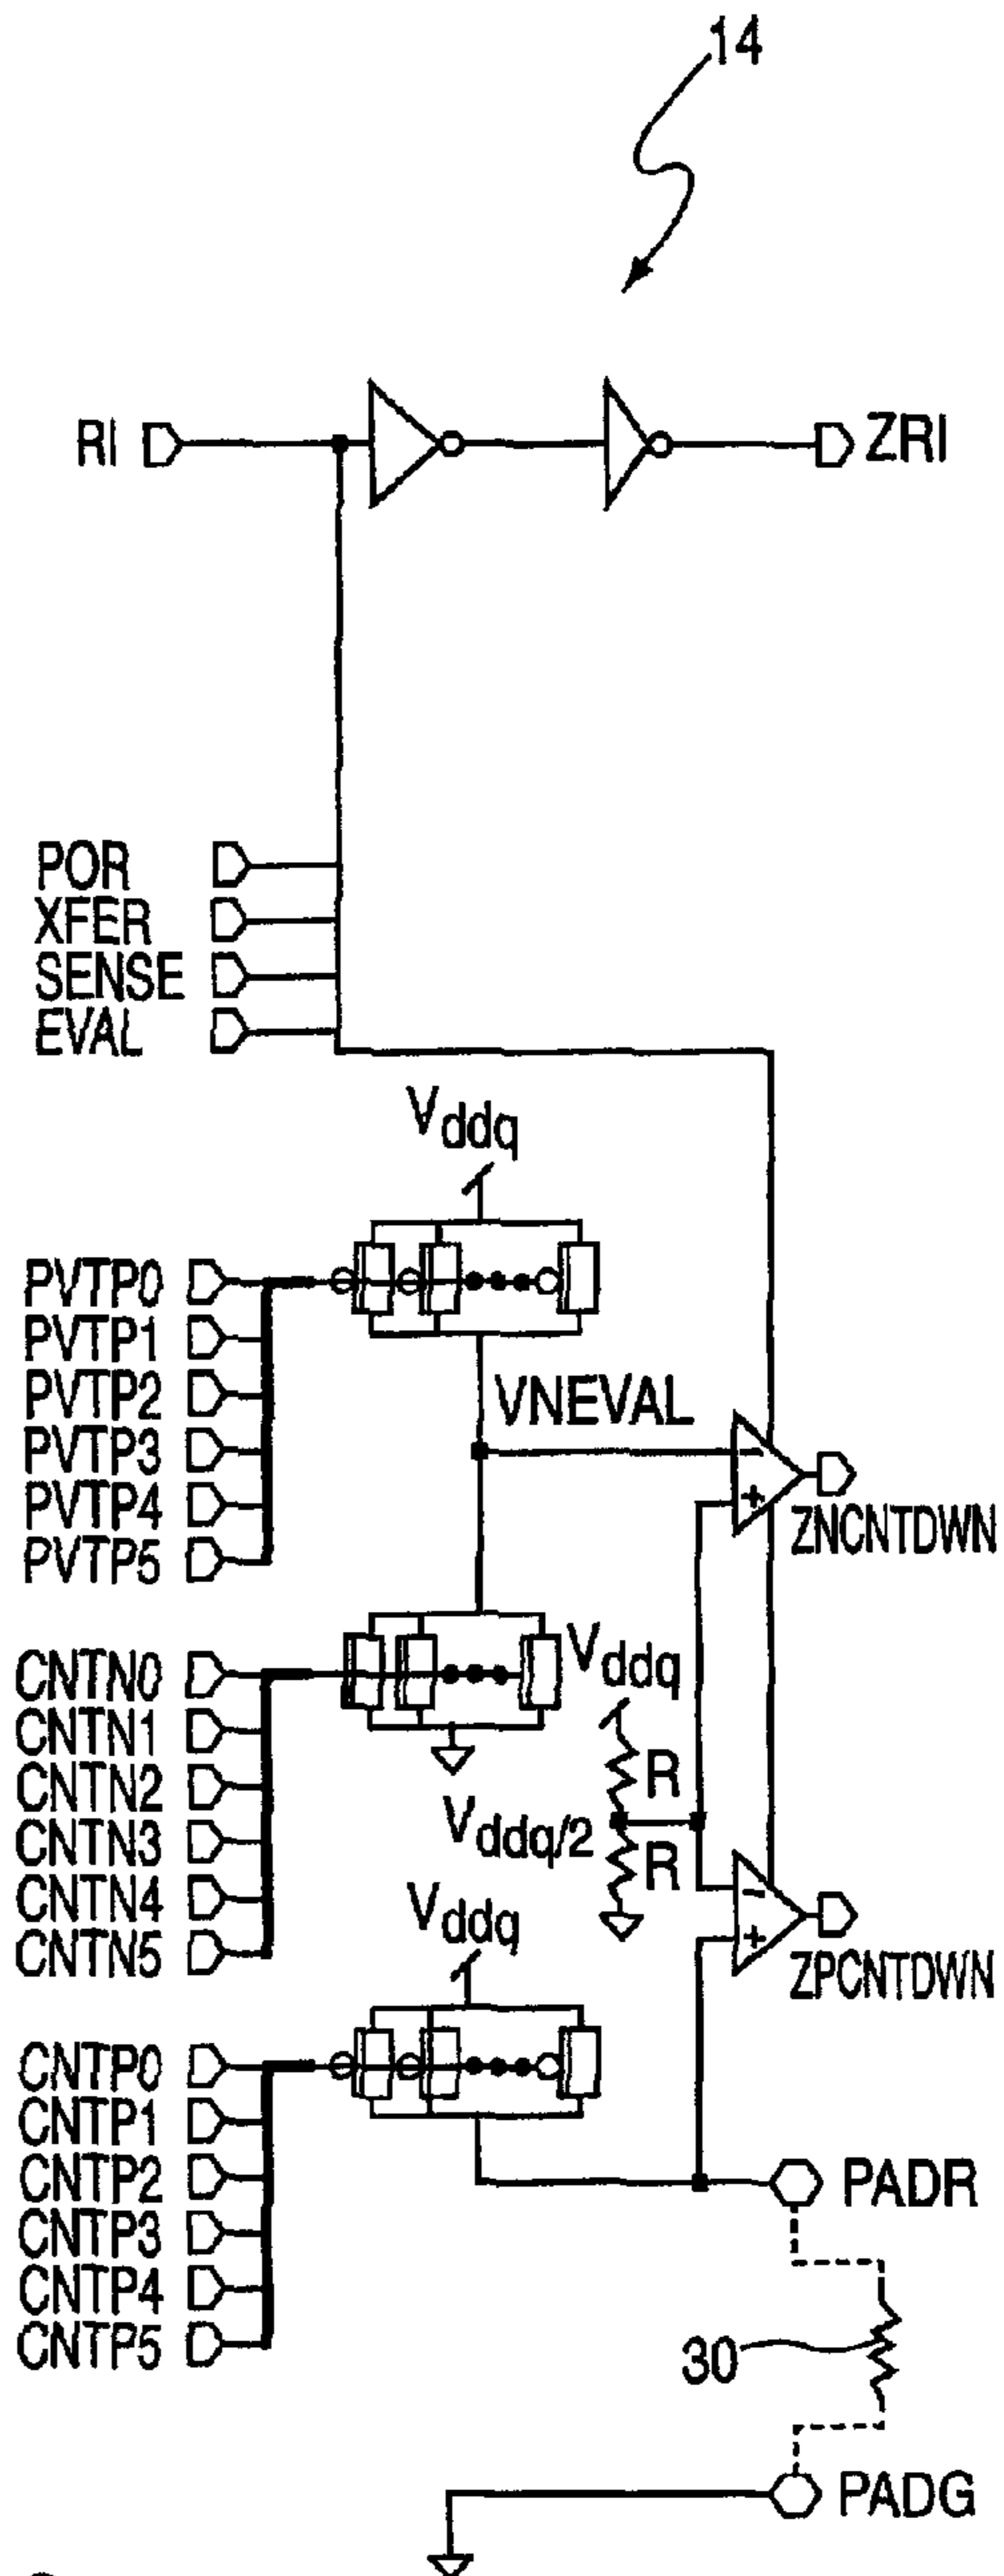 14
RI
ZRI
POR
XFER
SENSE
EVAL
Vddq
PVTP0
PVTP1
PVTP2
PVTP3
PVTP4
PVTP5
VNEVAL
-
+
ZNCNTDWN
CNTN0
CNTN1
CNTN2
CNTN3
CNTN4
CNTN5
Vddq
R
Vddq/2
R
-
+
ZPCNTDWN
Vddq
CNTP0
CNTP1
CNTP2
CNTP3
CNTP4
CNTP5
PADR
30
PADG